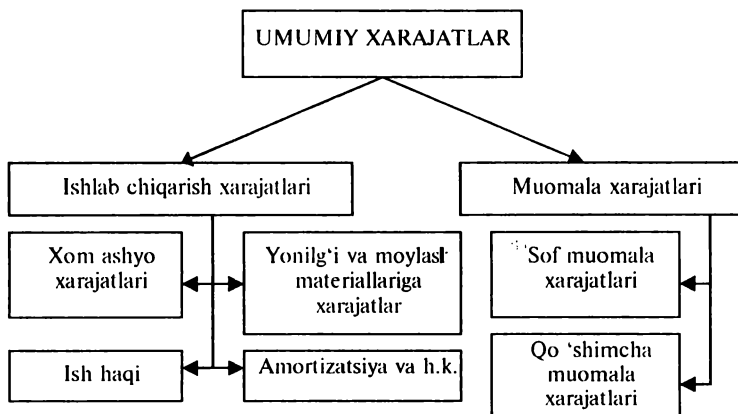 UMUMIY XARAJATLAR
Ishlab chiqarish xarajatlari
Muomala xarajatlari
Xom ashyo
xarajatlari
Yonilg‘i va moylash
materiallariga
xarajatlar
Sof muomala
xarajatlari
Ish haqi
Amortizatsiya va h.k.
Qo ‘shimcha
muomala
xarajatlari